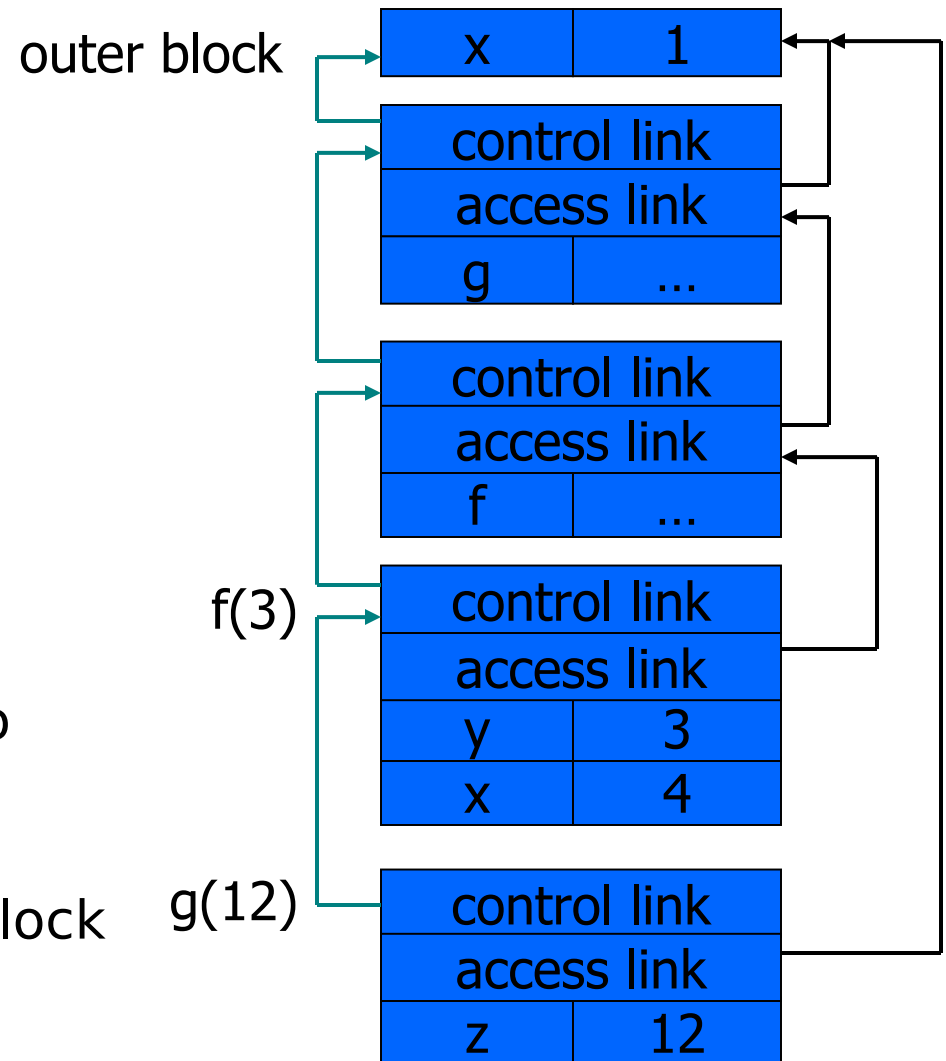 outer block
x 1
control link
access link
g ...
control link
access link
f ...
f(3)
control link
access link
y 3
x 4
lock
g(12)
control link
access link
z 12